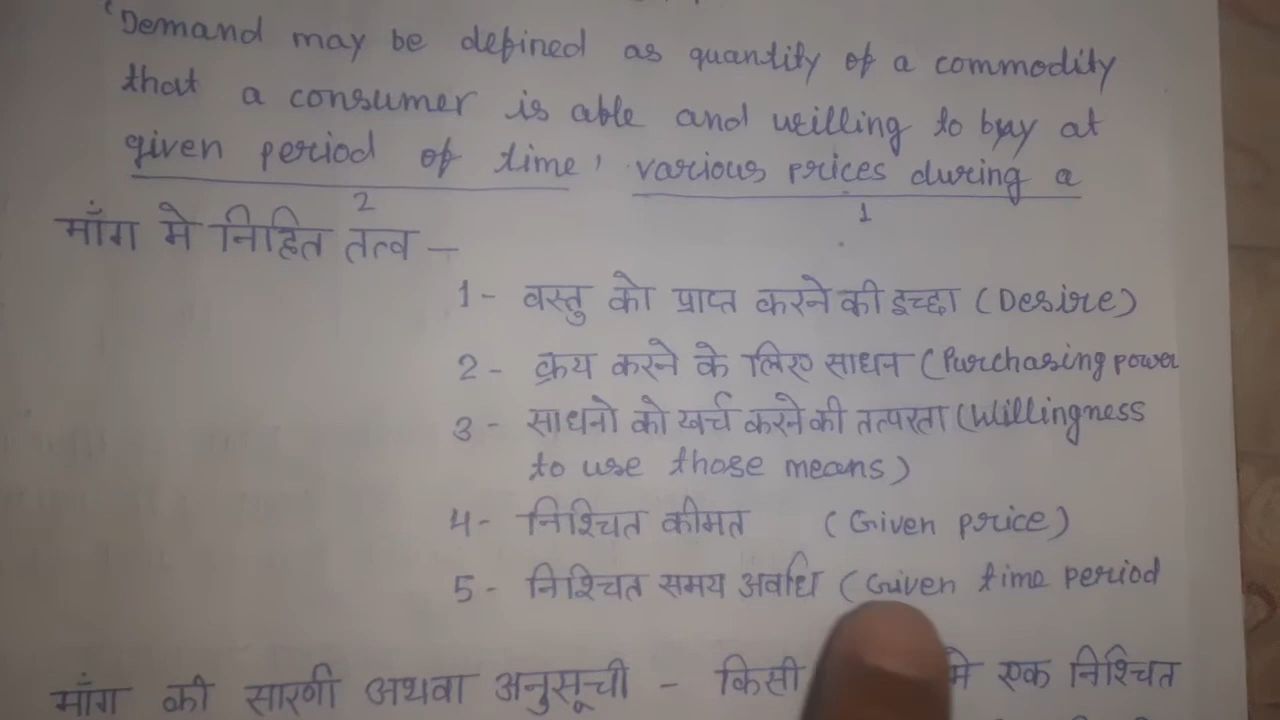 'Demand may be defined as quantity of a commodity
that a consumer is able and willing to buy at
given period of time' various prices during a
2 1
माँग मे निहित तत्व -
1- वस्तु को प्राप्त करने की इच्छा (Desire)
2 - क्रय करने के लिए साधन (Purchasing power
3 - साधनो को खर्च करने की तत्परता (Willingness
to use those means)
4- निश्चित कीमत (Given price)
5- निश्चित समय अवधि (Given time period
माँग की सारणी अथवा अनुसूची - किसी मे एक निश्चित